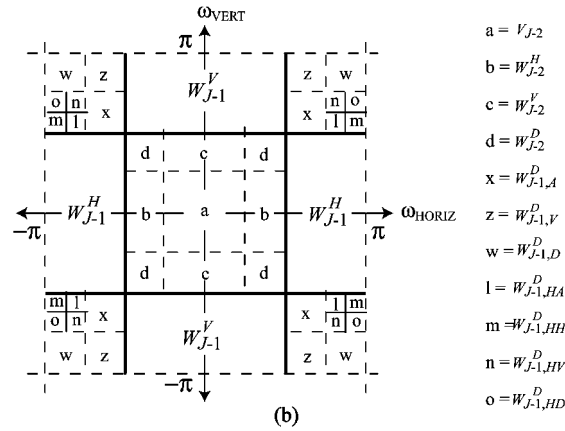 ω_VERT
π
w z W^V_{J-1} z w
o n x x n o
m l l m
d c d
W^H_{J-1} b a b W^H_{J-1} ω_HORIZ
−π π
d c d
m l x x l m
o n n o
w z W^V_{J-1} z w
−π
(b)
a = V_{J-2}
b = W^H_{J-2}
c = W^V_{J-2}
d = W^D_{J-2}
x = W^D_{J-1,A}
z = W^D_{J-1,V}
w = W^D_{J-1,D}
l = W^D_{J-1,HA}
m = W^D_{J-1,HH}
n = W^D_{J-1,HV}
o = W^D_{J-1,HD}